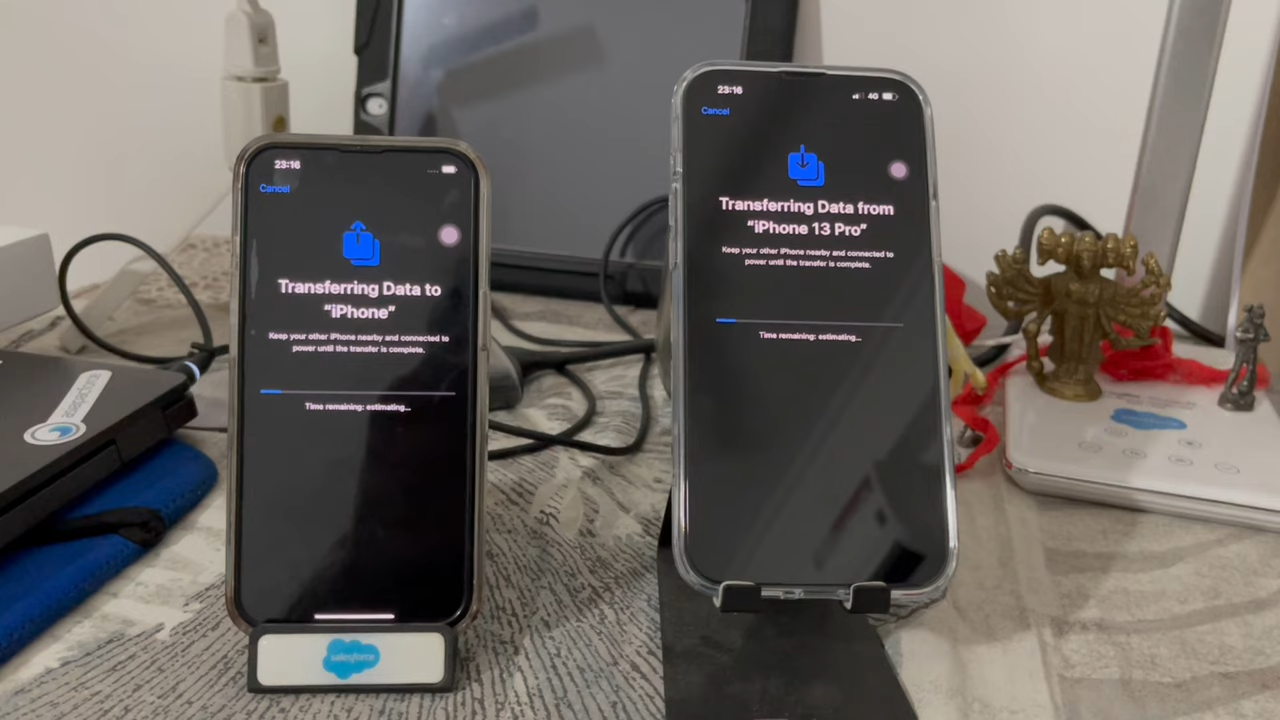 23:16
Cancel
Transferring Data to
“iPhone”
Keep your other iPhone nearby and connected to
power until the transfer is complete.
Time remaining: estimating...
salesforce
23:16
4G
Cancel
Transferring Data from
“iPhone 13 Pro”
Keep your other iPhone nearby and connected to
power until the transfer is complete.
Time remaining: estimating...